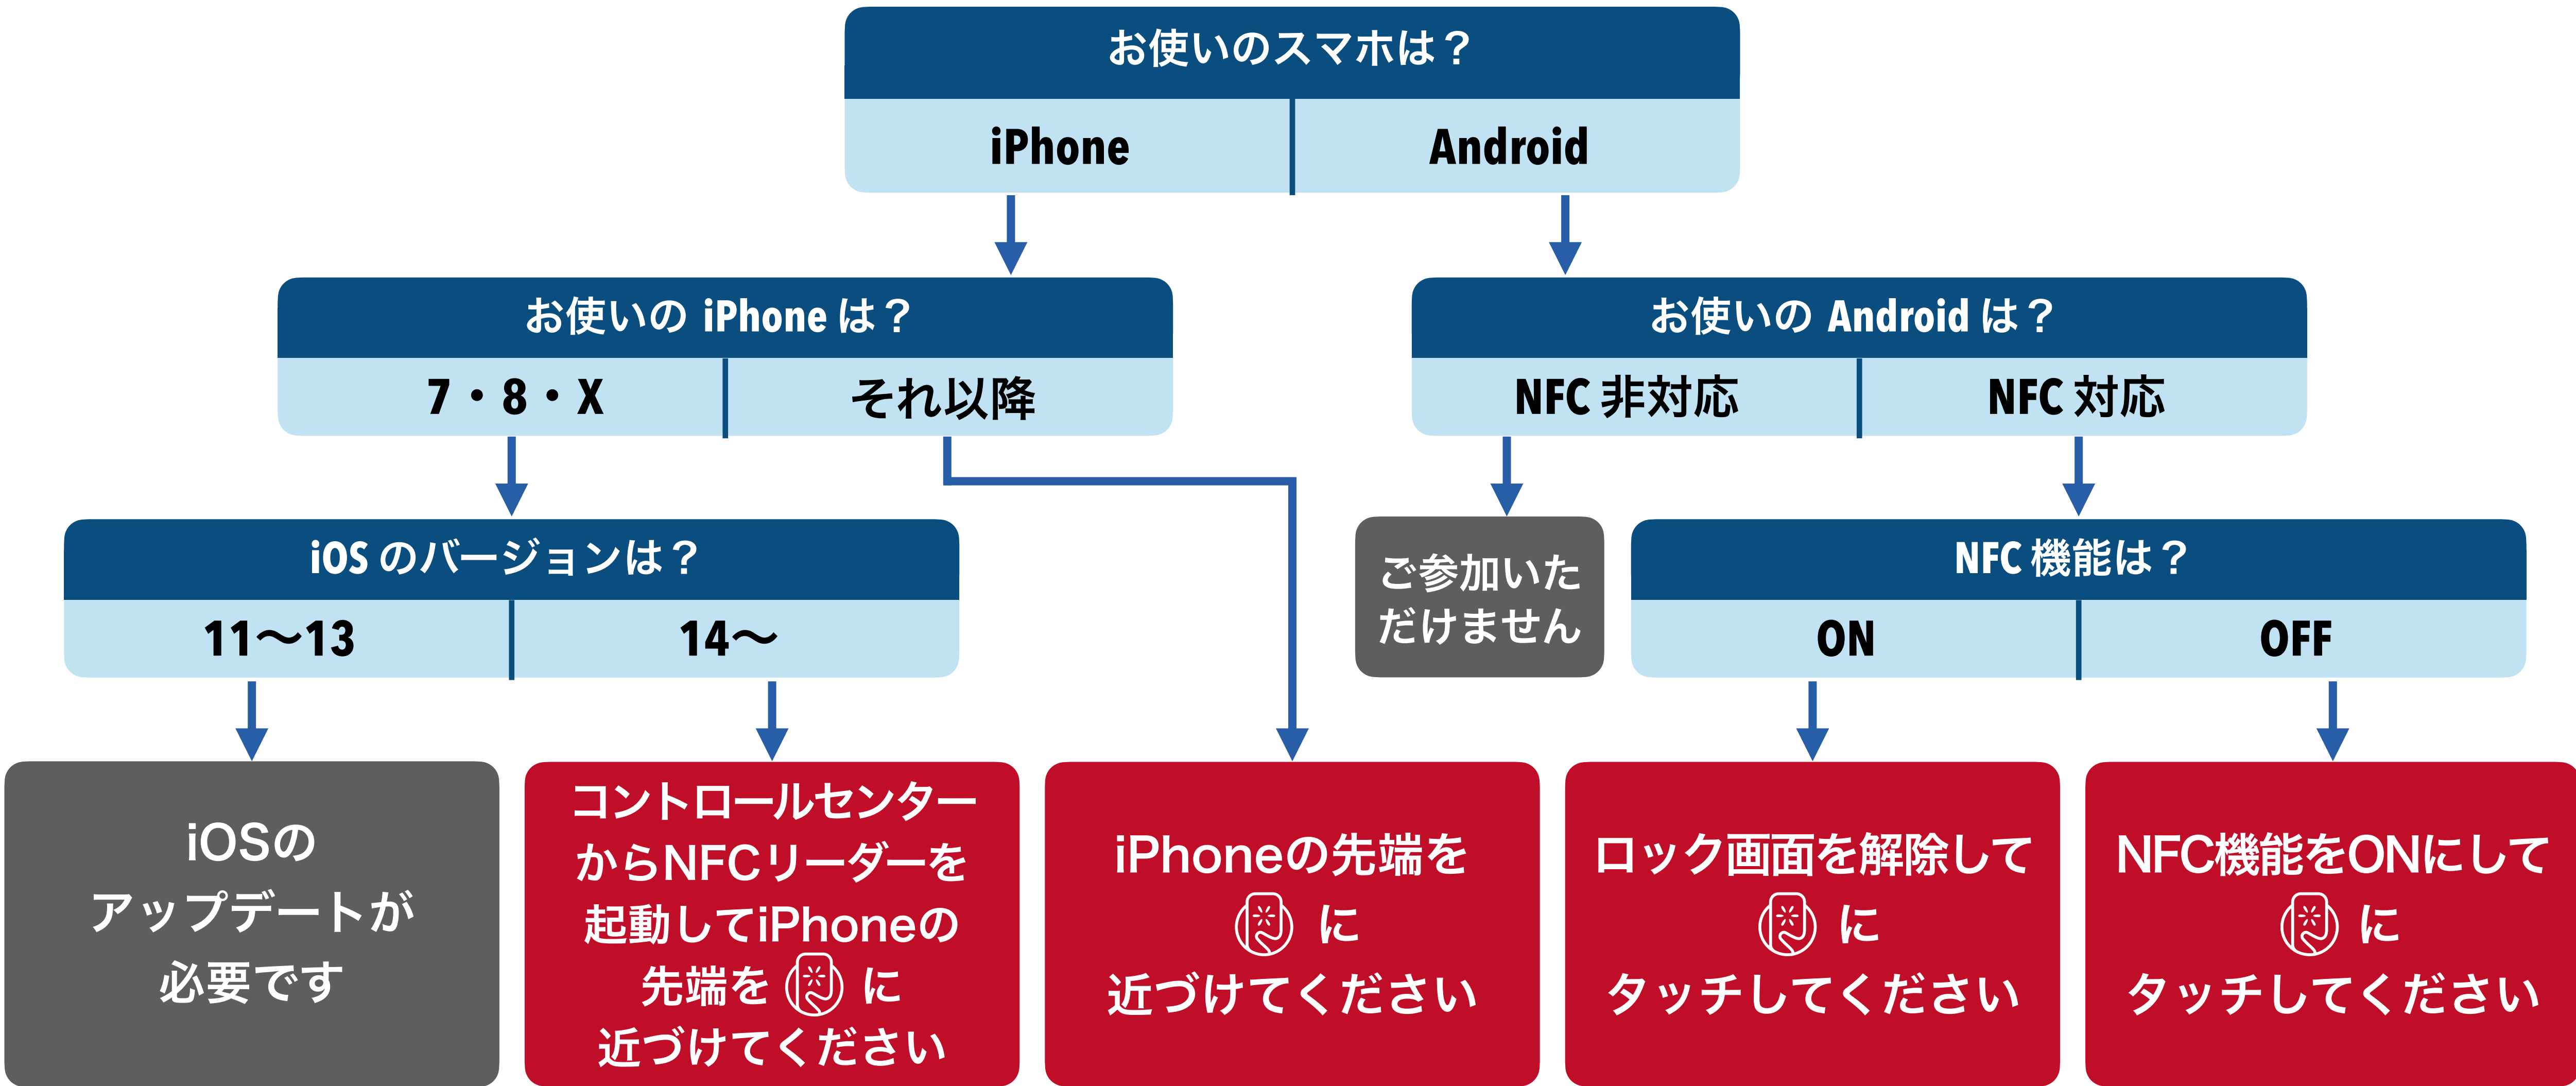 お使いのスマホは？
iPhone
Android
お使いの iPhone は？
7・8・X
それ以降
お使いの Android は？
NFC 非対応
NFC 対応
iOS のバージョンは？
11〜13
14〜
ご参加いた
だけません
NFC 機能は？
ON
OFF
iOSの
アップデートが
必要です
コントロールセンター
からNFCリーダーを
起動してiPhoneの
先端を に
近づけてください
iPhoneの先端を
に
近づけてください
ロック画面を解除して
に
タッチしてください
NFC機能をONにして
に
タッチしてください